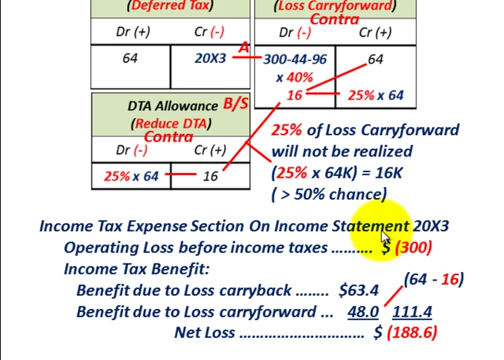 (Deferred Tax)
(Loss Carryforward)
Contra
Dr (+) Cr (-)
Dr (-) Cr (+)
64 20X3 A 300-44-96 64
x 40%
16 25% x 64
DTA Allowance B/S
(Reduce DTA)
Contra
Dr (-) Cr (+)
25% x 64 16
25% of Loss Carryforward
will not be realized
(25% x 64K) = 16K
( > 50% chance)
Income Tax Expense Section On Income Statement 20X3
Operating Loss before income taxes ......... $ (300)
Income Tax Benefit:
(64 - 16)
Benefit due to Loss carryback ........ $63.4
Benefit due to Loss carryforward ... 48.0 111.4
Net Loss ................................ $ (188.6)